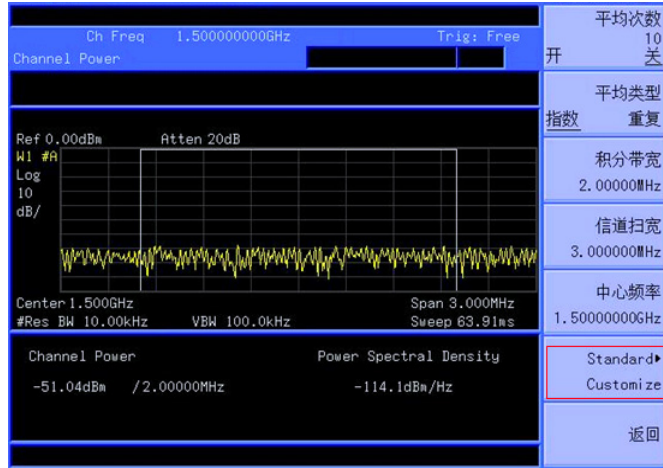 Ch Freq 1.500000000GHz Trig: Free
Channel Power
Ref 0.00dBm Atten 20dB
W1 #A
Log
10
dB/
Center 1.500GHz Span 3.000MHz
#Res BW 10.00kHz VBW 100.0kHz Sweep 63.91ms
Channel Power Power Spectral Density
-51.04dBm /2.00000MHz -114.1dBm/Hz
平均次数
10
开 关
平均类型
指数 重复
积分带宽
2.00000MHz
信道扫宽
3.000000MHz
中心频率
1.50000000GHz
Standard▶
Customize
返回